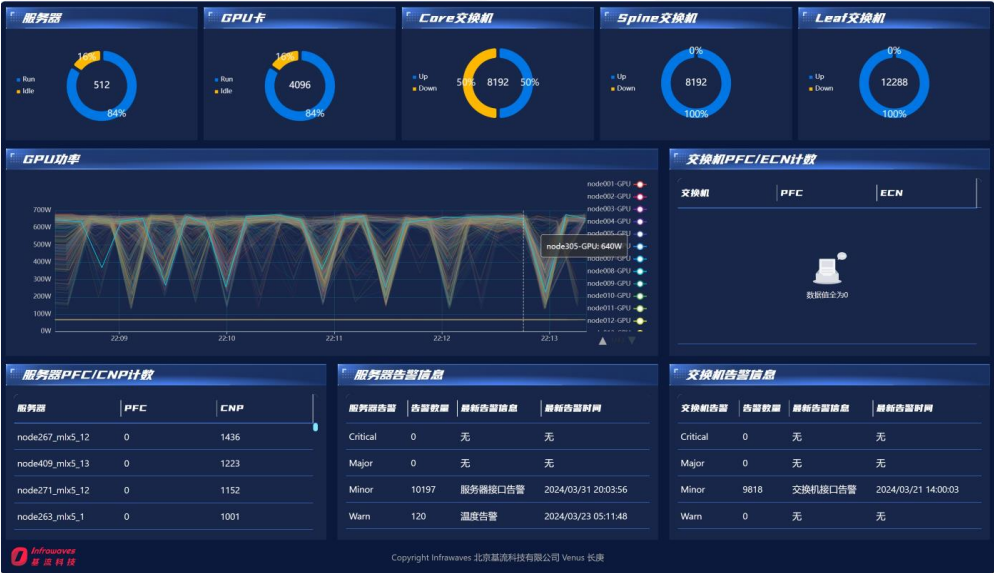 服务器 GPU卡 Core交换机 Spine交换机 Leaf交换机
16% 16% 0% 0%
Run Run Up Up Up
512 4096 50% 8192 50% 8192 12288
Idle Idle Down Down Down
84% 84% 100% 100%
GPU功率
node001-GPU
node002-GPU
node003-GPU
node004-GPU
node005-GPU
node305-GPU: 640W
node007-GPU
node008-GPU
node009-GPU
node010-GPU
node011-GPU
node012-GPU
700W
600W
500W
400W
300W
200W
100W
0W
22:09 22:10 22:11 22:12 22:13
交换机PFC/ECN计数
交换机 PFC ECN
数据值全为0
服务器PFC/CNP计数
服务器 PFC CNP
node267_mlx5_12 0 1436
node409_mlx5_13 0 1223
node271_mlx5_12 0 1152
node263_mlx5_1 0 1001
服务器告警信息
服务器告警 告警数量 最新告警信息 最新告警时间
Critical 0 无 无
Major 0 无 无
Minor 10197 服务器接口告警 2024/03/31 20:03:56
Warn 120 温度告警 2024/03/23 05:11:48
交换机告警信息
交换机告警 告警数量 最新告警信息 最新告警时间
Critical 0 无 无
Major 0 无 无
Minor 9818 交换机接口告警 2024/03/21 14:00:03
Warn 0 无 无
Infrawaves
基流科技
Copyright Infrawaves 北京基流科技有限公司 Venus 长庚